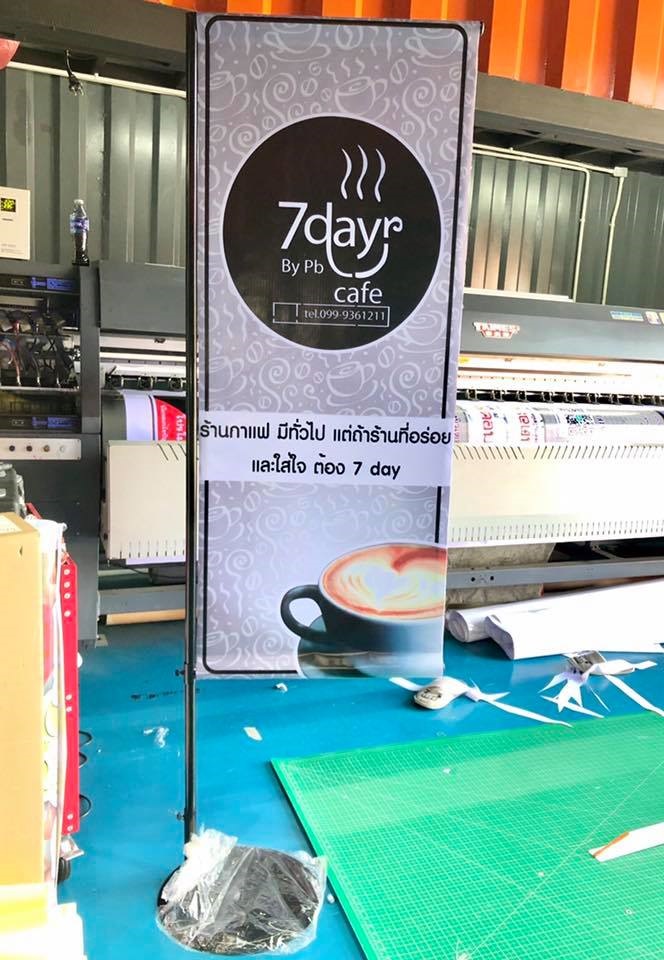 7dayr
By Pb
cafe
tel.099-9361211
ร้านกาแฟ มีทั่วไป แต่ถ้าร้านที่อร่อย
และใส่ใจ ต้อง 7 day